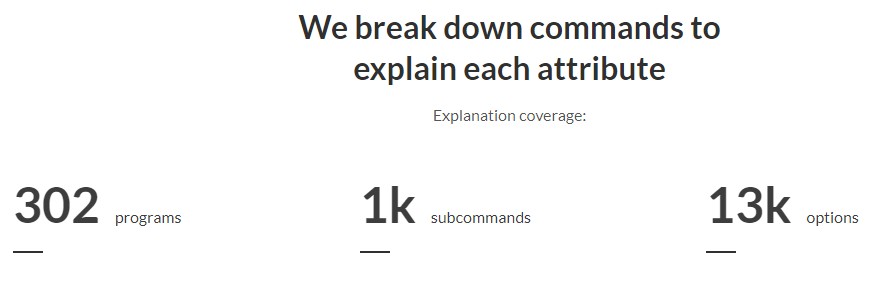 We break down commands to
explain each attribute
Explanation coverage:
302 programs
1k subcommands
13k options